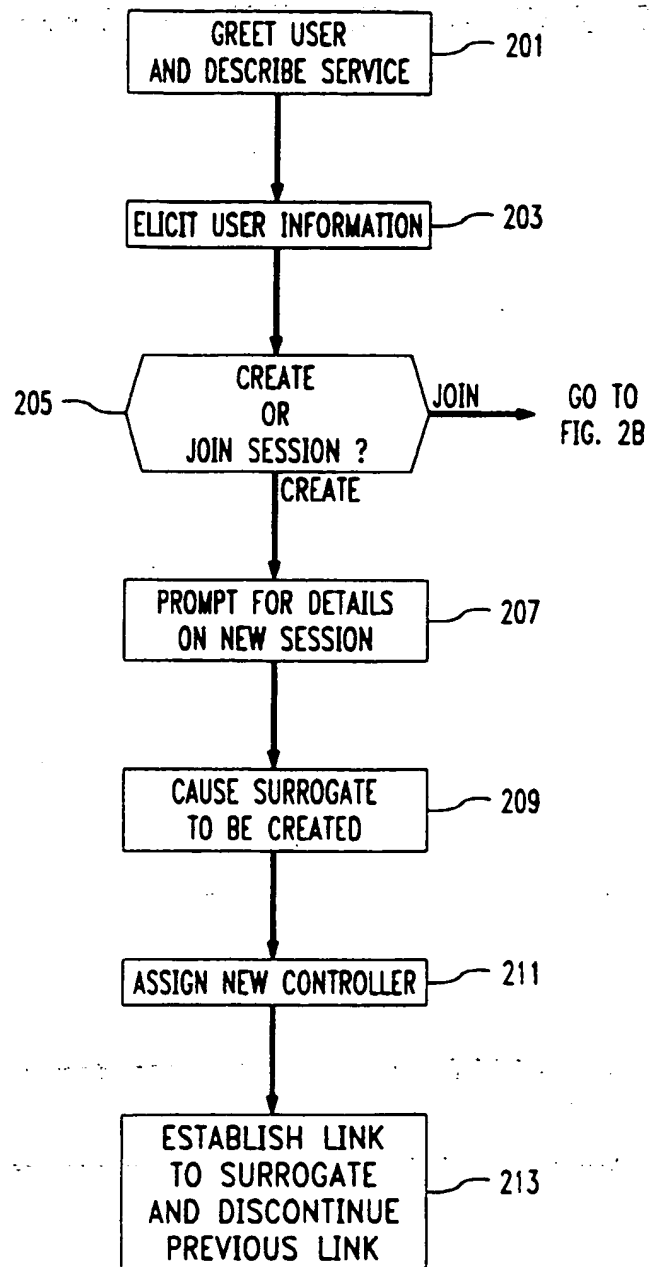 GREET USER
AND DESCRIBE SERVICE
201
ELICIT USER INFORMATION
203
205
CREATE
OR
JOIN SESSION ?
JOIN
GO TO
FIG. 2B
CREATE
PROMPT FOR DETAILS
ON NEW SESSION
207
CAUSE SURROGATE
TO BE CREATED
209
ASSIGN NEW CONTROLLER
211
ESTABLISH LINK
TO SURROGATE
AND DISCONTINUE
PREVIOUS LINK
213